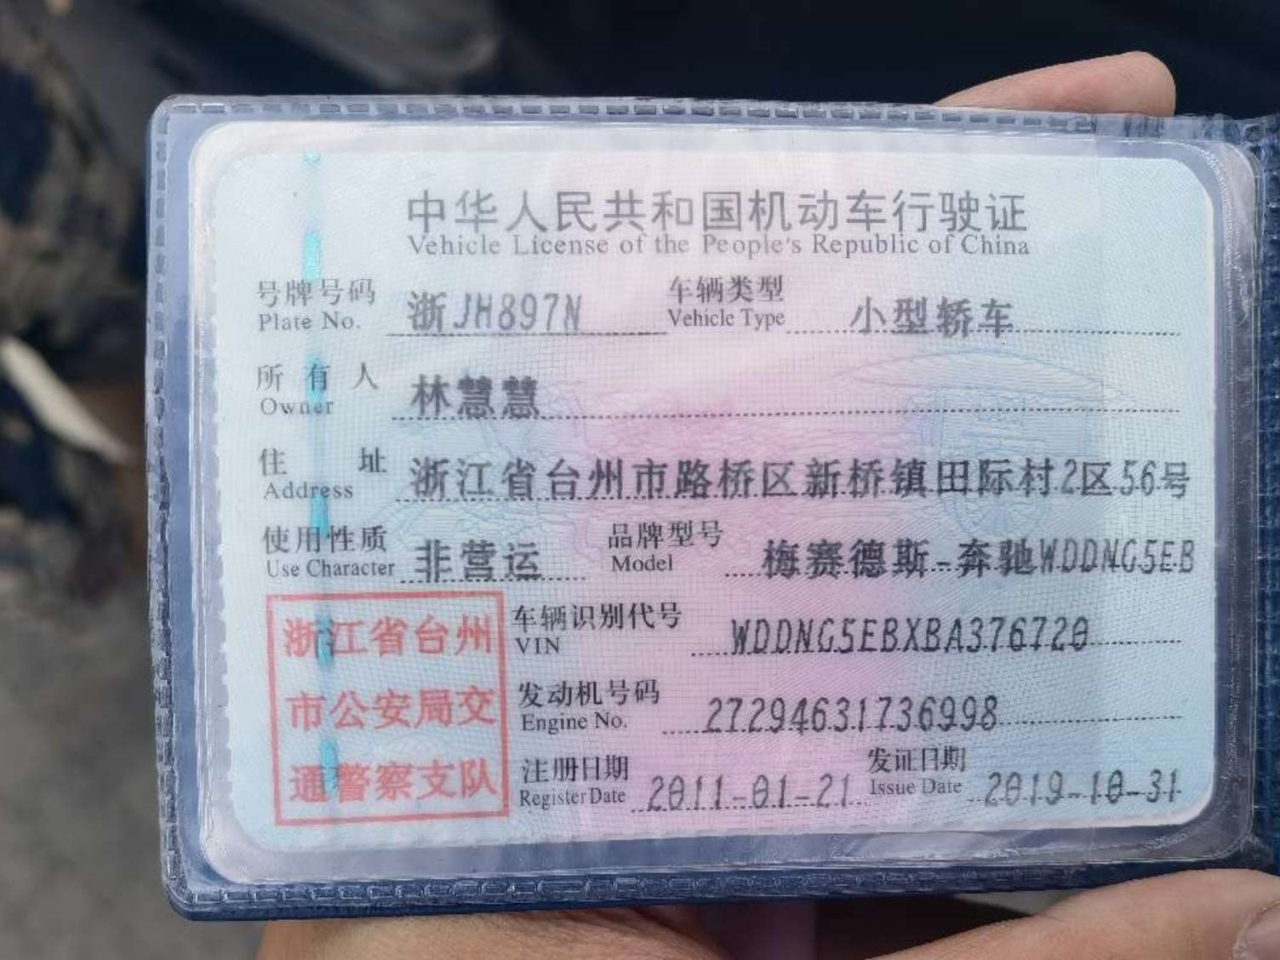 中华人民共和国机动车行驶证
Vehicle License of the People's Republic of China
号牌号码 浙JH897N 车辆类型 小型轿车
Plate No. Vehicle Type
所有人 林慧慧
Owner
住址 浙江省台州市路桥区新桥镇田际村2区56号
Address
使用性质 非营运 品牌型号 梅赛德斯-奔驰WDDNG5EB
Use Character Model
浙江省台州
市公安局交
通警察支队
车辆识别代号 WDDNG5EBXBA376720
VIN
发动机号码 27294631736998
Engine No.
注册日期 2011-01-21 发证日期 2019-10-31
Register Date Issue Date